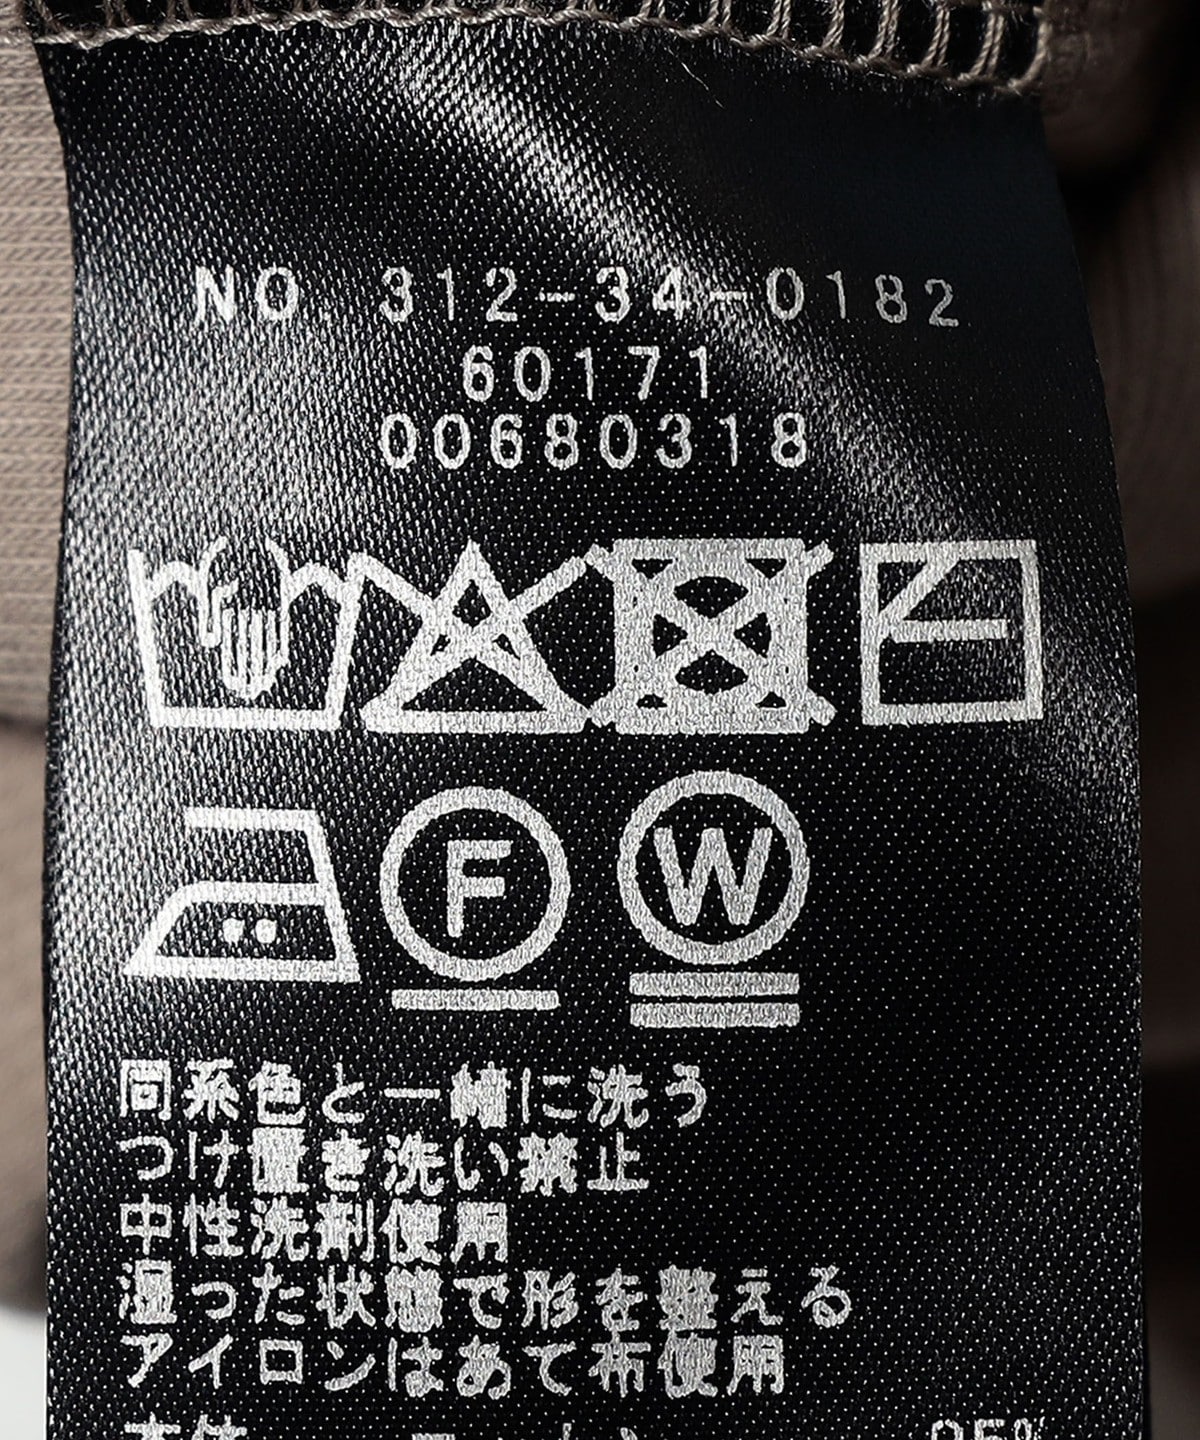 NO. 312-34-0182
60171
00680318
F
W
同系色と一緒に洗う
つけ置き洗い禁止
中性洗剤使用
湿った状態で形を整える
アイロンはあて布使用
95%